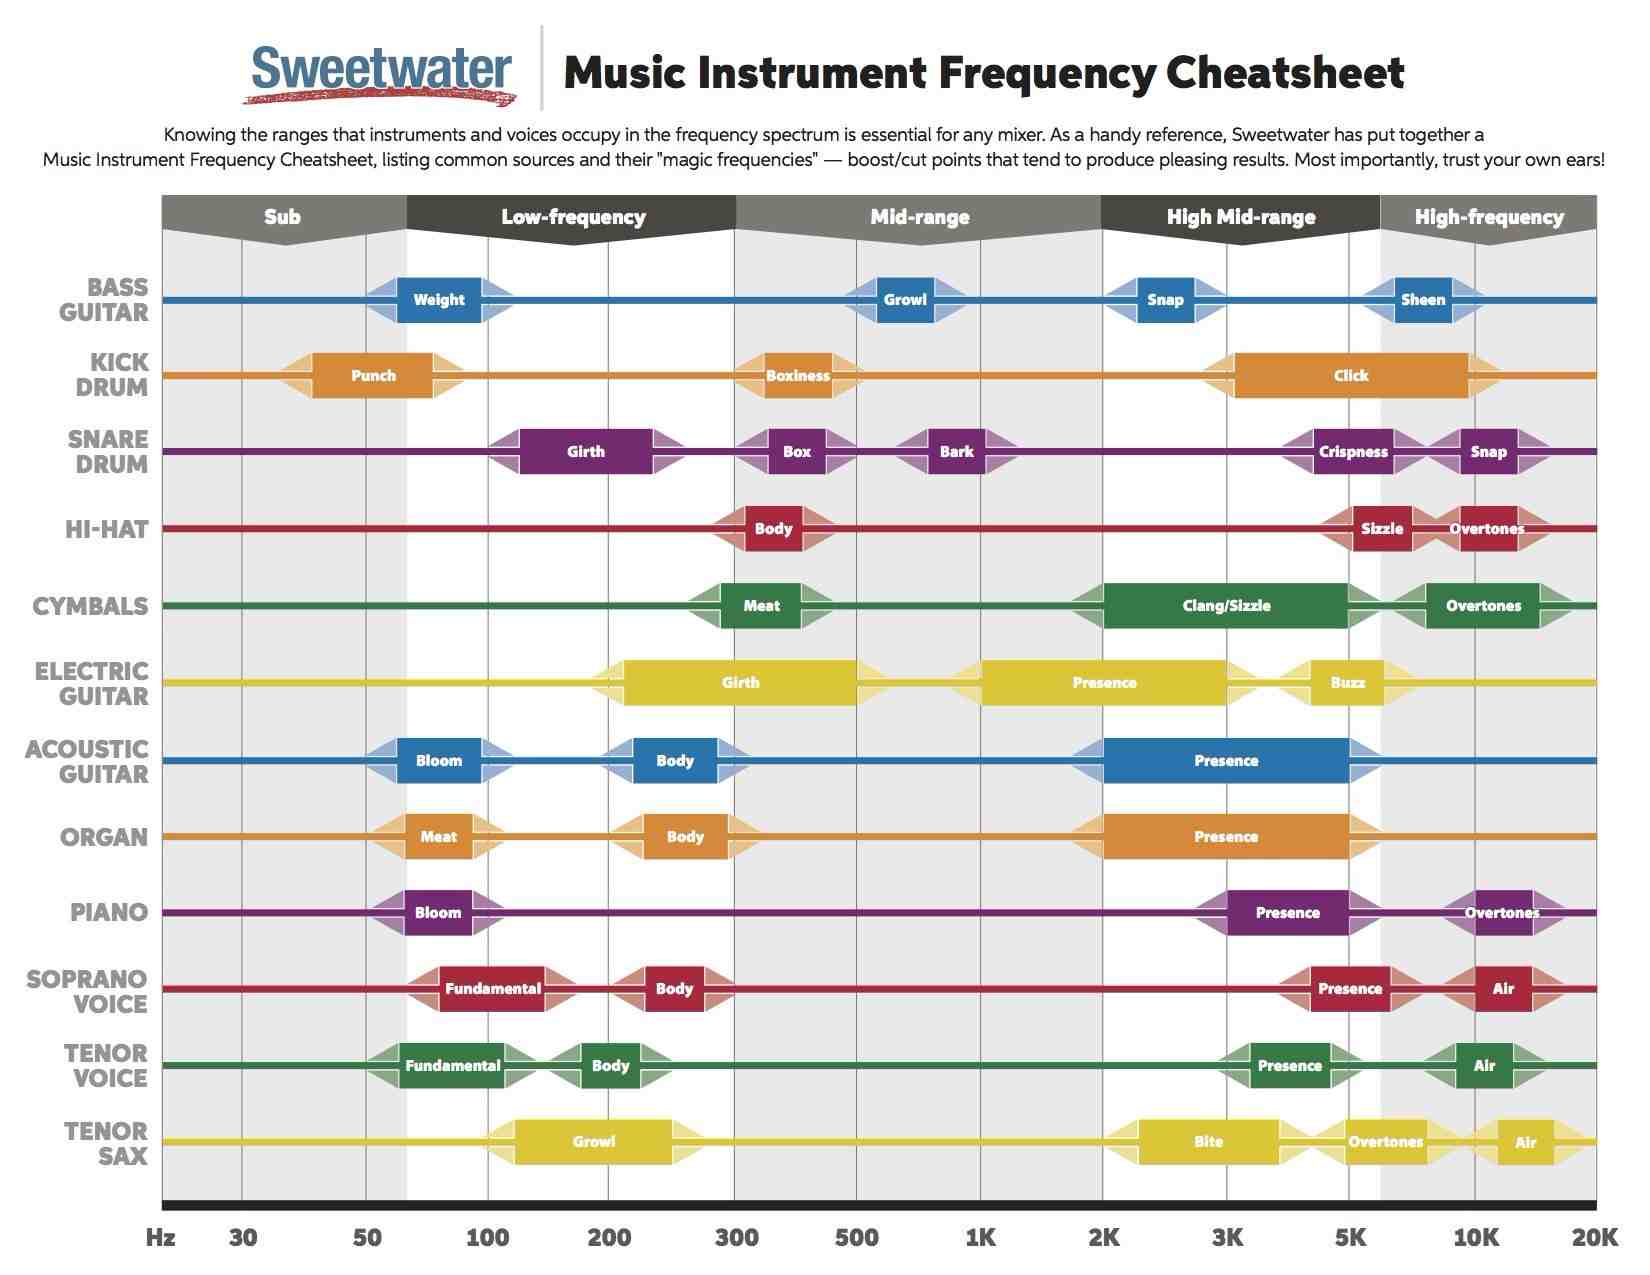 Sweetwater
Music Instrument Frequency Cheatsheet
Knowing the ranges that instruments and voices occupy in the frequency spectrum is essential for any mixer. As a handy reference, Sweetwater has put together a
Music Instrument Frequency Cheatsheet, listing common sources and their "magic frequencies" — boost/cut points that tend to produce pleasing results. Most importantly, trust your own ears!
Sub Low-frequency Mid-range High Mid-range High-frequency
BASS
GUITAR
Weight Growl Snap Sheen
KICK
DRUM
Punch Boxiness Click
SNARE
DRUM
Girth Box Bark Crispness Snap
HI-HAT Body Sizzle Overtones
CYMBALS Meat Clang/Sizzle Overtones
ELECTRIC
GUITAR
Girth Presence Buzz
ACOUSTIC
GUITAR
Bloom Body Presence
ORGAN Meat Body Presence
PIANO Bloom Presence Overtones
SOPRANO
VOICE
Fundamental Body Presence Air
TENOR
VOICE
Fundamental Body Presence Air
TENOR
SAX
Growl Bite Overtones Air
Hz 30 50 100 200 300 500 1K 2K 3K 5K 10K 20K